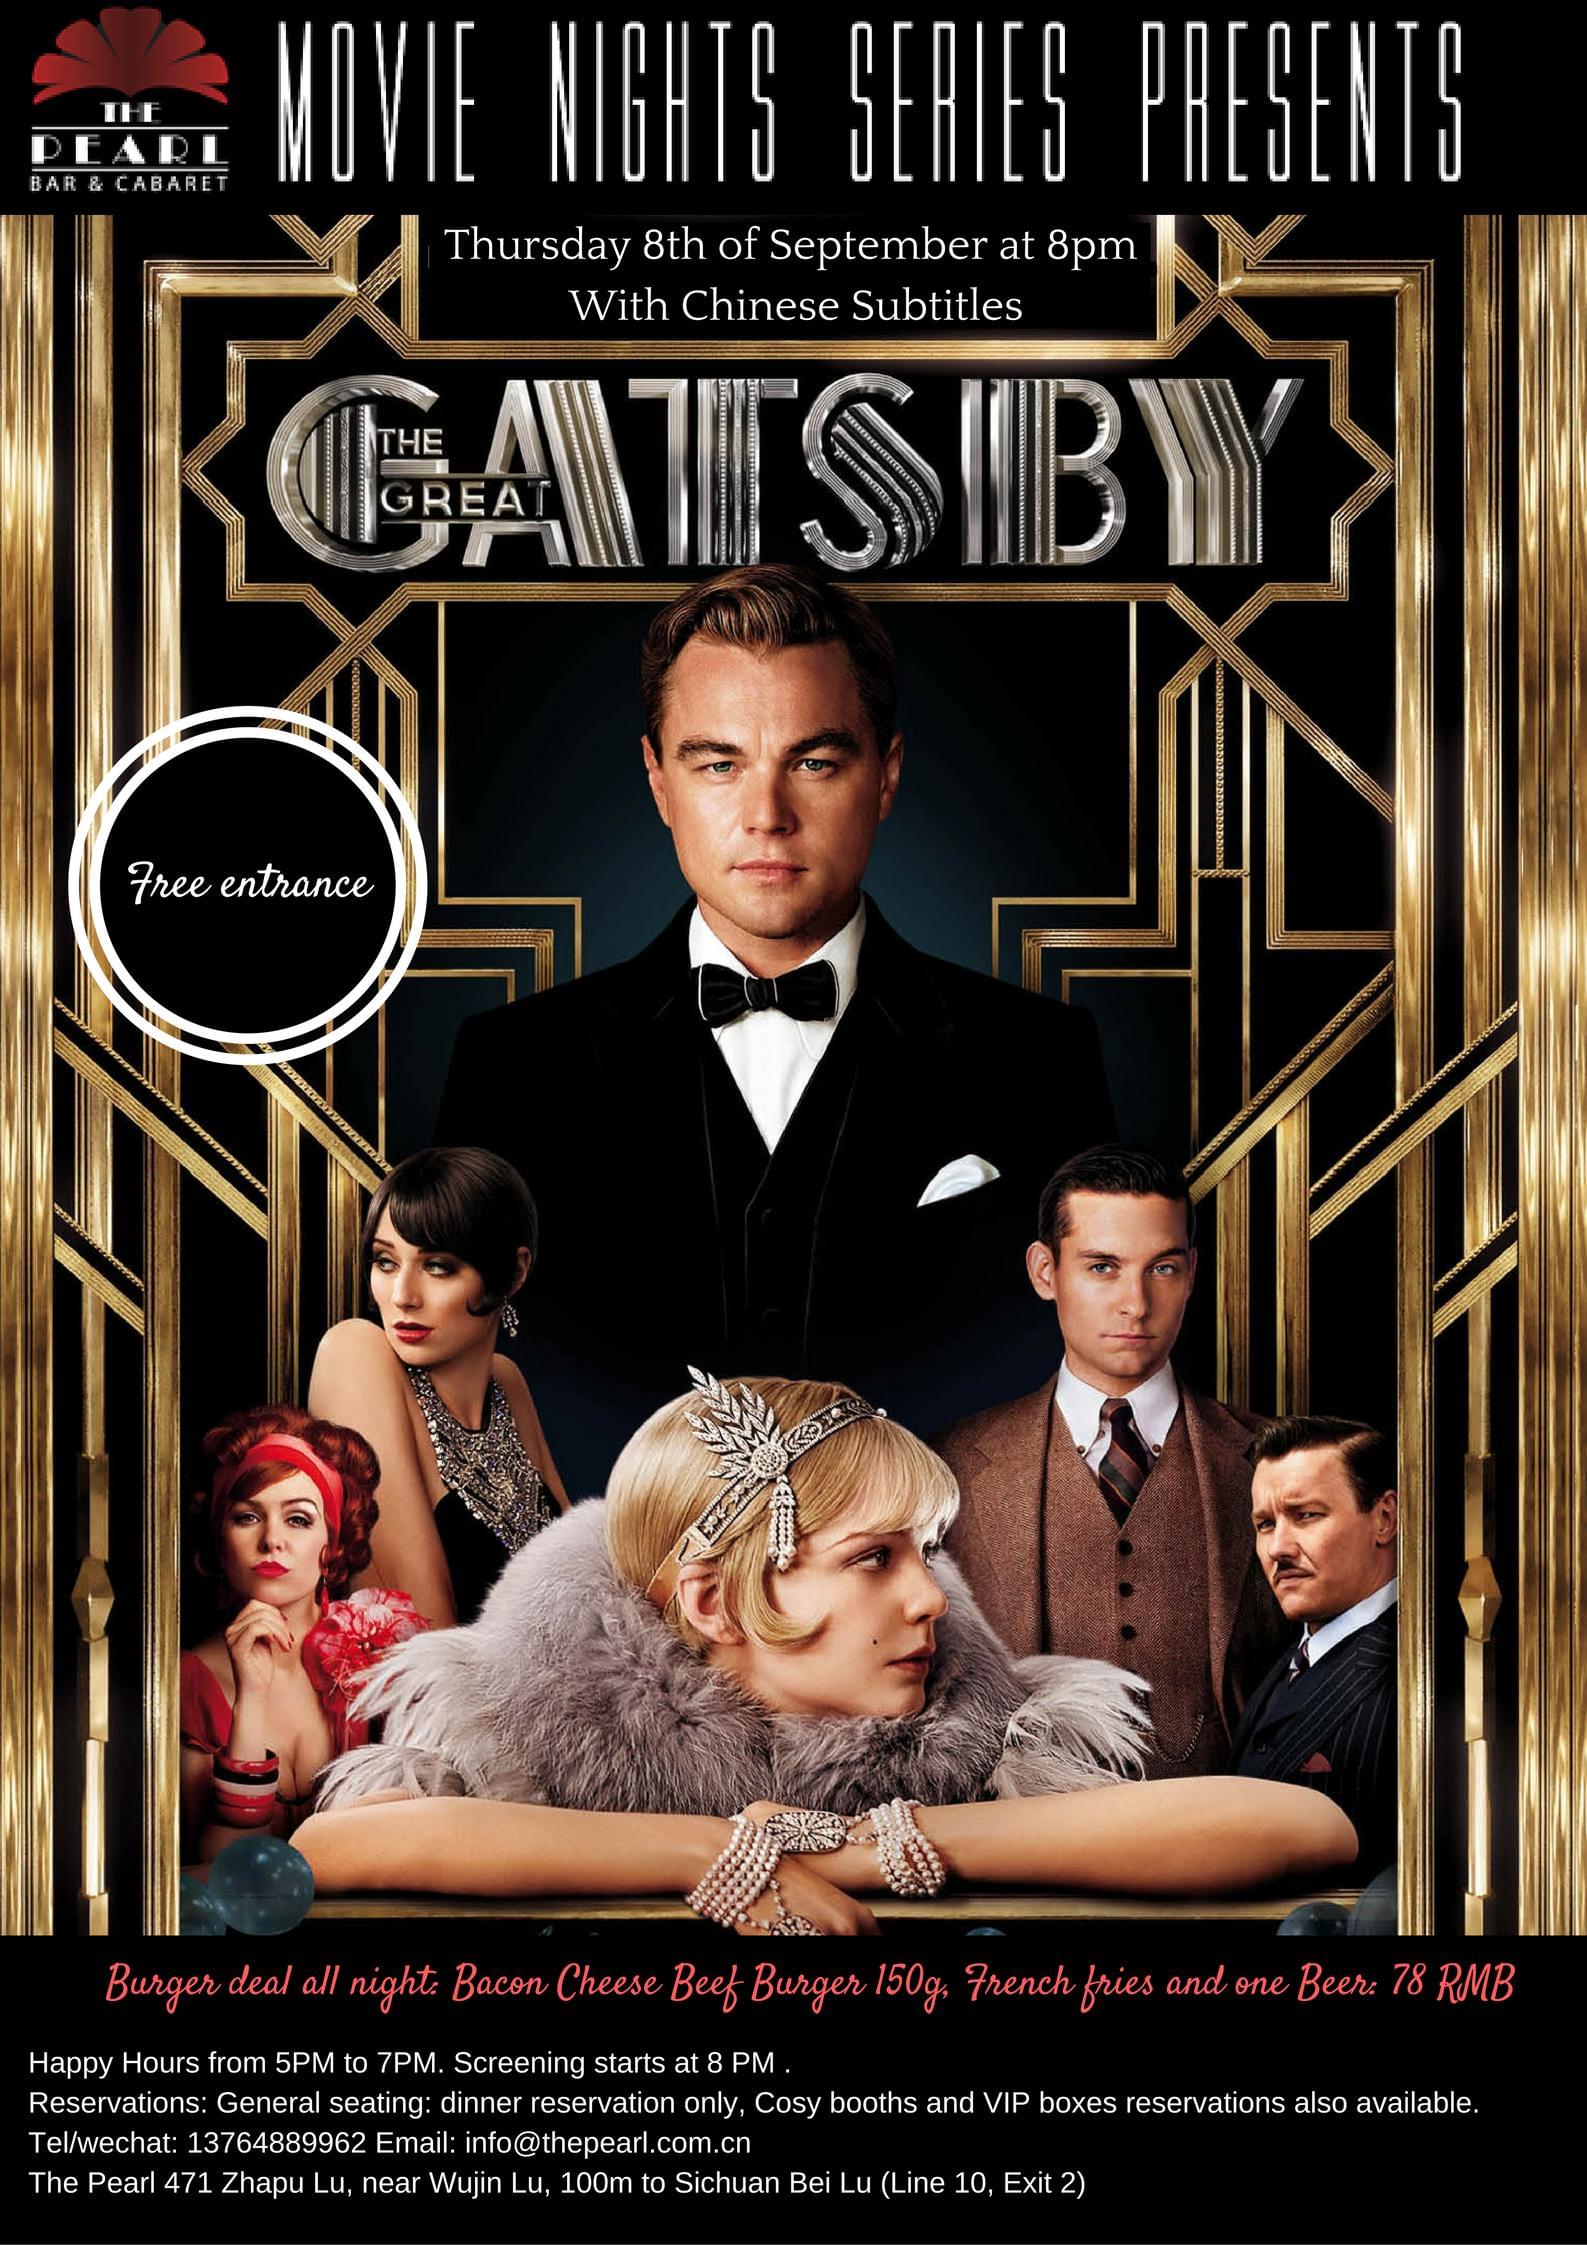 THE
PEARL
BAR & CABARET
MOVIE NIGHTS SERIES PRESENTS
Thursday 8th of September at 8pm
With Chinese Subtitles
THE
GREAT
GATSBY
Free entrance
Burger deal all night: Bacon Cheese Beef Burger 150g, French fries and one Beer: 78 RMB
Happy Hours from 5PM to 7PM. Screening starts at 8 PM .
Reservations: General seating: dinner reservation only, Cosy booths and VIP boxes reservations also available.
Tel/wechat: 13764889962 Email: info@thepearl.com.cn
The Pearl 471 Zhapu Lu, near Wujin Lu, 100m to Sichuan Bei Lu (Line 10, Exit 2)